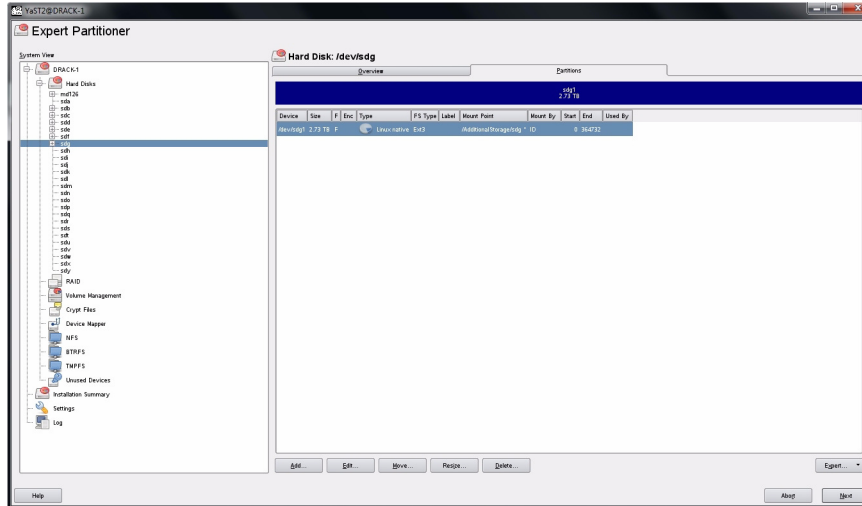 YaST2@DRACK-1
Expert Partitioner
System View
DRACK-1
Hard Disks
md126
sda
sdb
sdc
sdd
sde
sdf
sdg
sdh
sdi
sdj
sdk
sdl
sdm
sdn
sdo
sdp
sdq
sdr
sds
sdt
sdu
sdv
sdw
sdx
sdy
RAID
Volume Management
Crypt Files
Device Mapper
NFS
BTRFS
TMPFS
Unused Devices
Installation Summary
Settings
Log
Hard Disk: /dev/sdg
Overview Partitions
sdg1
2.73 TB
Device Size F Enc Type FS Type Label Mount Point Mount By Start End Used By
/dev/sdg1 2.73 TB F Linux native Ext3 /AdditionalStorage/sdg * ID 0 364732
Add... Edit... Move... Resize... Delete... Expert...
Help Abort Next